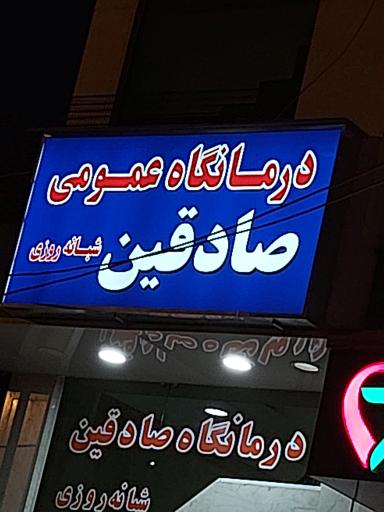 درمانگاه عمومی
صادقین
شبانه روزی
درمانگاه صادقین
شبانه روزی